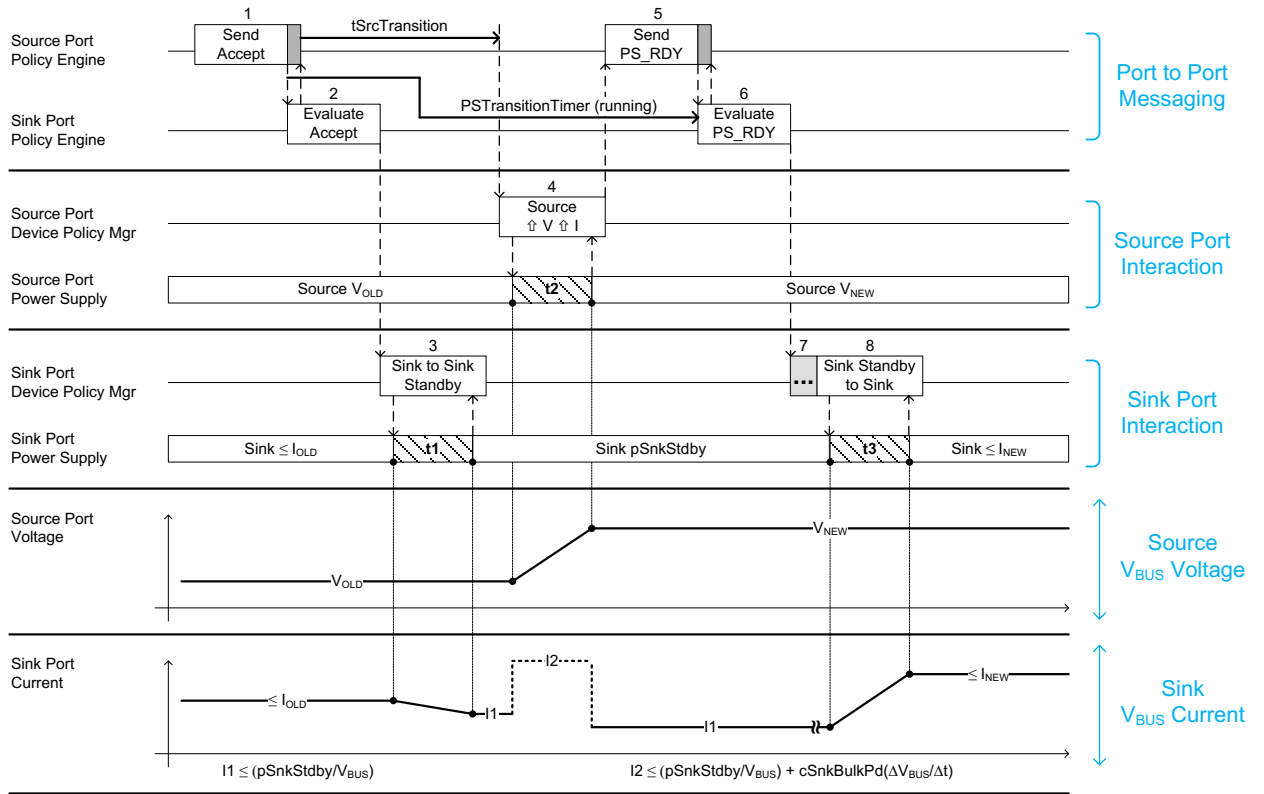 1
5
Source Port
Policy Engine
Send
Accept
tSrcTransition
Send
PS_RDY
Port to Port
Messaging
2
PSTransitionTimer (running)
6
Sink Port
Policy Engine
Evaluate
Accept
Evaluate
PS_RDY
4
Source Port
Device Policy Mgr
Source
⇧ V ⇧ I
Source Port
Interaction
Source Port
Power Supply
Source VOLD
t2
Source VNEW
3
7
8
Sink Port
Device Policy Mgr
Sink to Sink
Standby
...
Sink Standby
to Sink
Sink Port
Interaction
Sink Port
Power Supply
Sink ≤ IOLD
t1
Sink pSnkStdby
t3
Sink ≤ INEW
Source Port
Voltage
VOLD
VNEW
Source
VBUS Voltage
Sink Port
Current
≤ IOLD
I1
I2
I1
≤ INEW
Sink
VBUS Current
I1 ≤ (pSnkStdby/VBUS)
I2 ≤ (pSnkStdby/VBUS) + cSnkBulkPd(ΔVBUS/Δt)